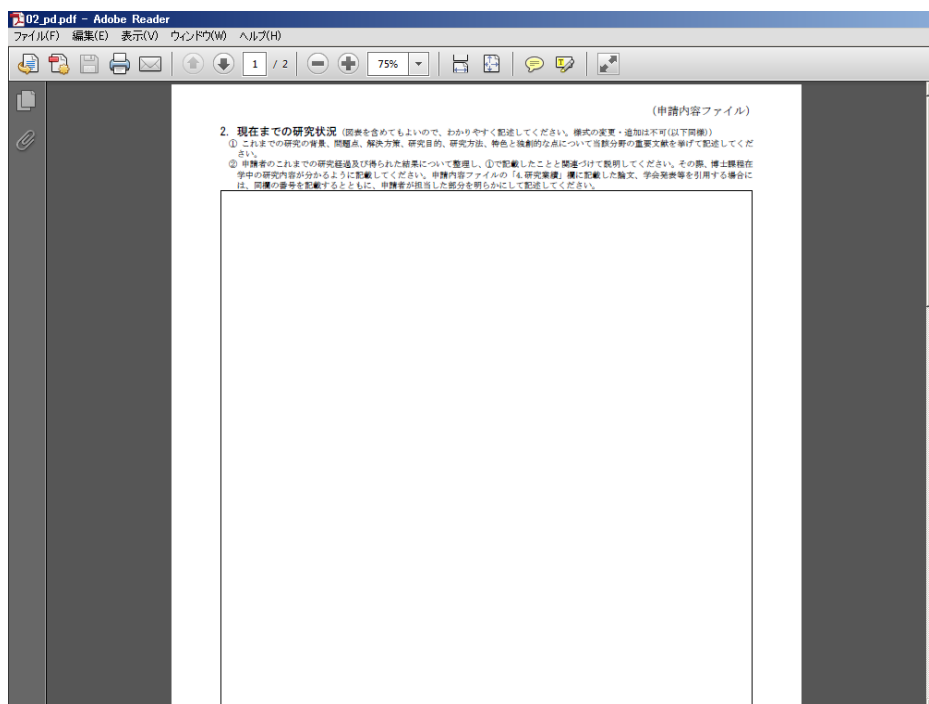 02_pd.pdf - Adobe Reader
ファイル(F) 編集(E) 表示(V) ウィンドウ(W) ヘルプ(H)
1 / 2 75%
(申請内容ファイル)
2. 現在までの研究状況 (図表を含めてもよいので、わかりやすく記述してください。様式の変更・追加は不可(以下同様))
① これまでの研究の背景、問題点、解決方策、研究目的、研究方法、特色と独創的な点について当該分野の重要文献を挙げて記述してくだ
さい。
② 申請者のこれまでの研究経過及び得られた結果について整理し、①で記載したことと関連づけて説明してください。その際、博士課程在
学中の研究内容が分かるように記載してください。申請内容ファイルの「4. 研究業績」欄に記載した論文、学会発表等を引用する場合に
は、同欄の番号を記載するとともに、申請者が担当した部分を明らかにして記述してください。